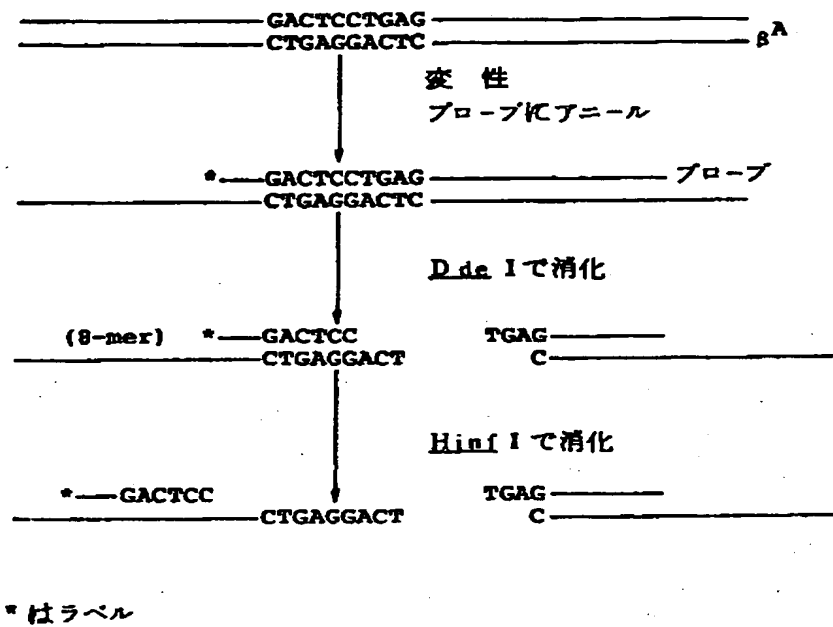 GACTCCTGAG
CTGAGGACTC βA
変性
プローブにアニール
*GACTCCTGAG プローブ
CTGAGGACTC
Dde Iで消化
(8-mer) *GACTCC TGAG
CTGAGGACT C
Hinf Iで消化
*GACTCC TGAG
CTGAGGACT C
*はラベル